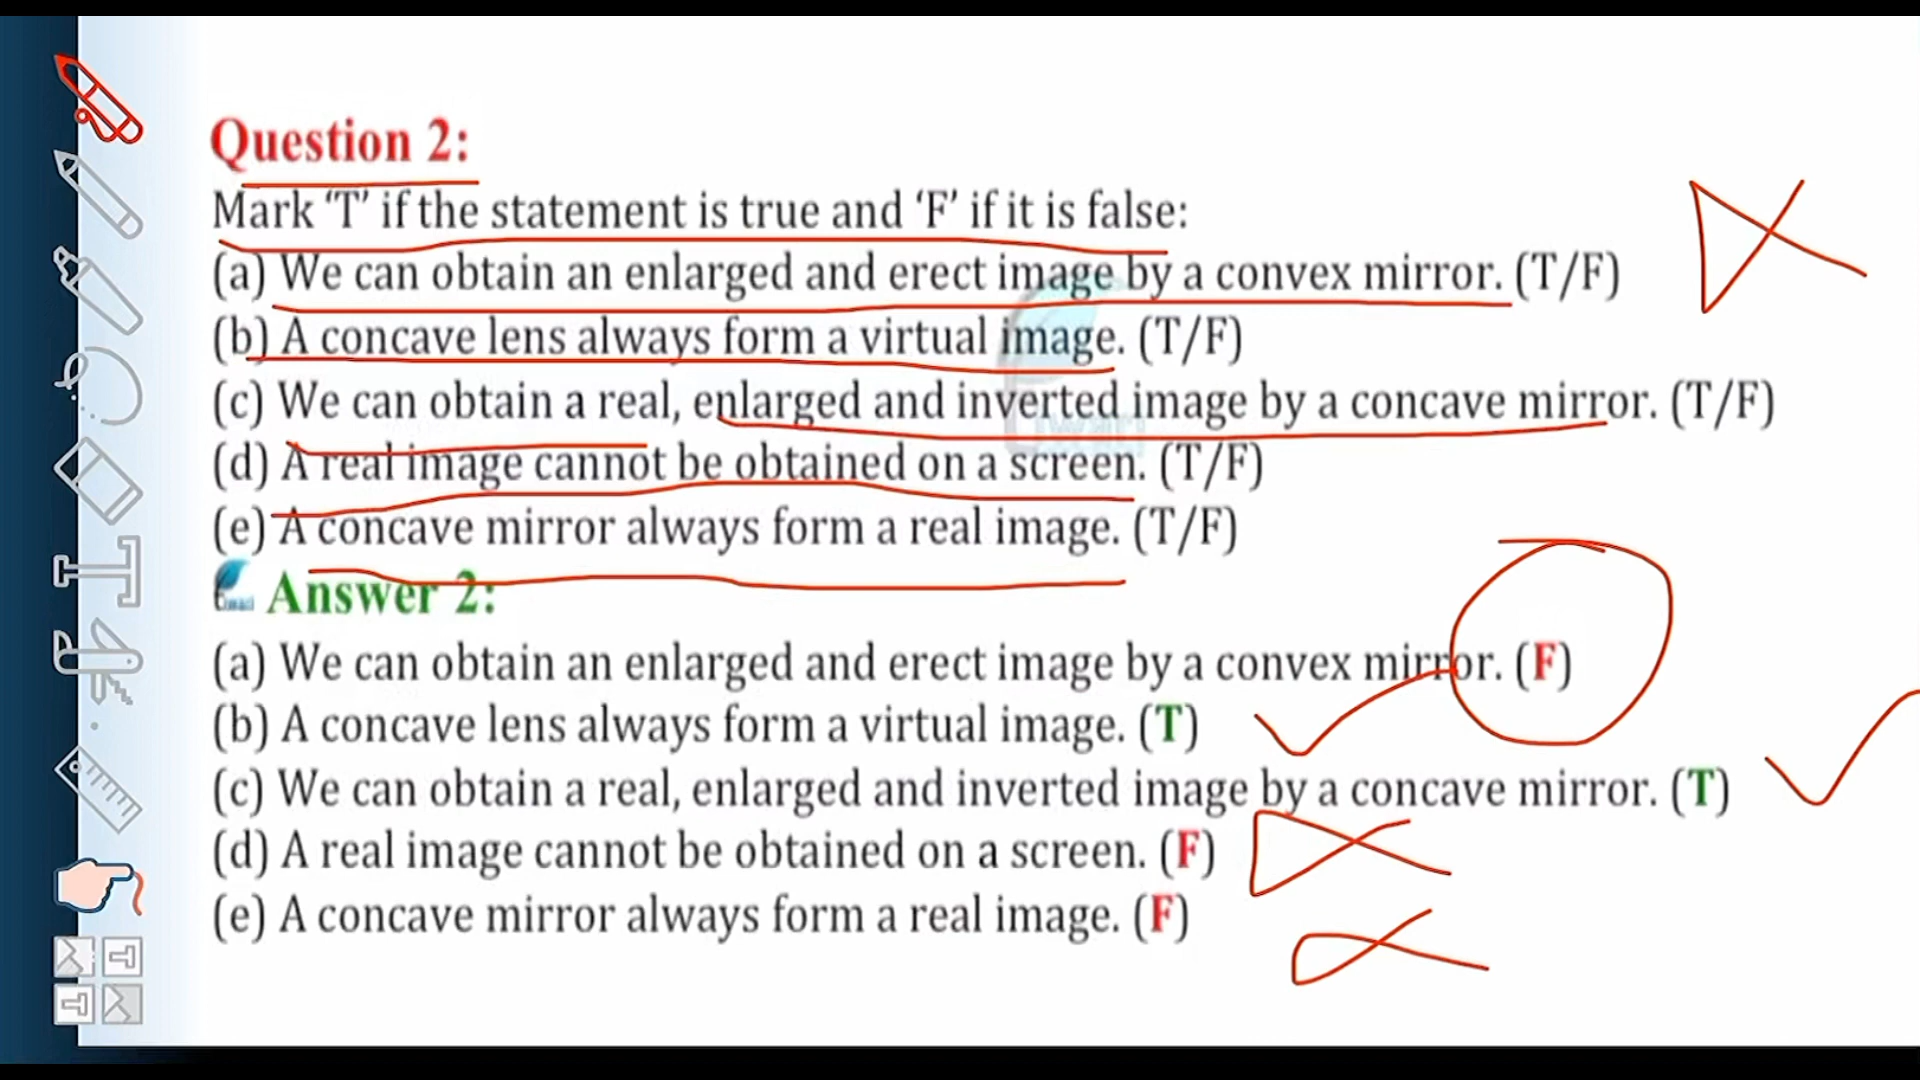 Question 2:
Mark ‘T’ if the statement is true and ‘F’ if it is false:
(a) We can obtain an enlarged and erect image by a convex mirror. (T/F)
(b) A concave lens always form a virtual image. (T/F)
(c) We can obtain a real, enlarged and inverted image by a concave mirror. (T/F)
(d) A real image cannot be obtained on a screen. (T/F)
(e) A concave mirror always form a real image. (T/F)
Answer 2:
(a) We can obtain an enlarged and erect image by a convex mirror. (F)
(b) A concave lens always form a virtual image. (T)
(c) We can obtain a real, enlarged and inverted image by a concave mirror. (T)
(d) A real image cannot be obtained on a screen. (F)
(e) A concave mirror always form a real image. (F)